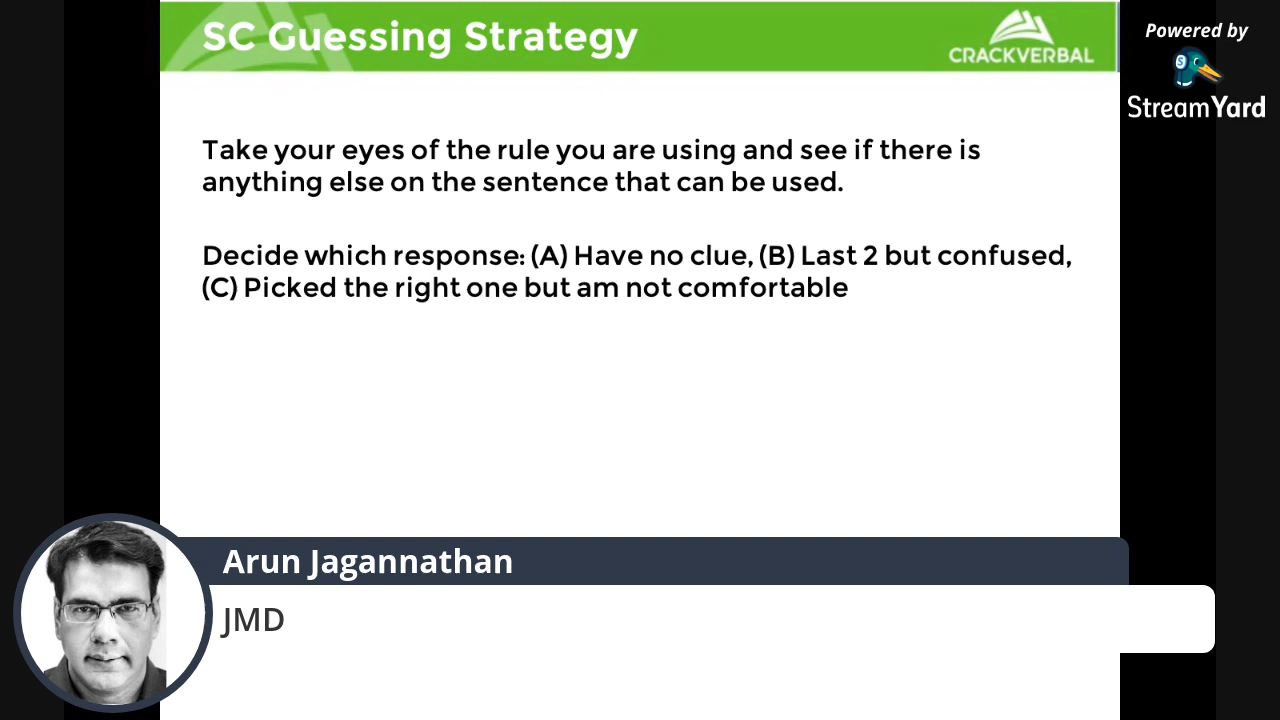 SC Guessing Strategy
CRACKVERBAL
Powered by
S
StreamYard
Take your eyes of the rule you are using and see if there is
anything else on the sentence that can be used.
Decide which response: (A) Have no clue, (B) Last 2 but confused,
(C) Picked the right one but am not comfortable
Arun Jagannathan
JMD